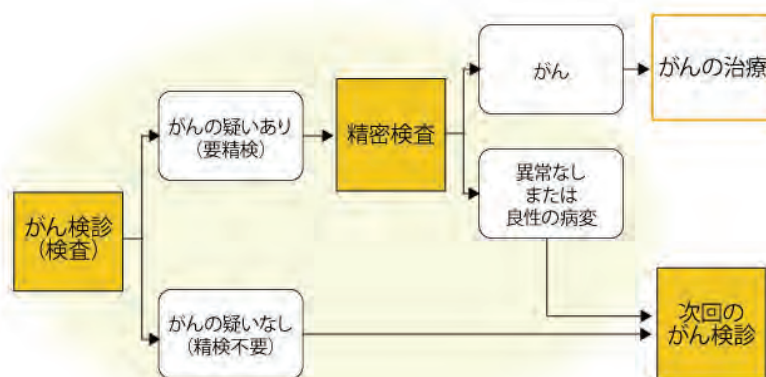 がん検診
(検査)
がんの疑いあり
(要精検)
精密検査
がん
がんの治療
異常なし
または
良性の病変
がんの疑いなし
(精検不要)
次回の
がん検診